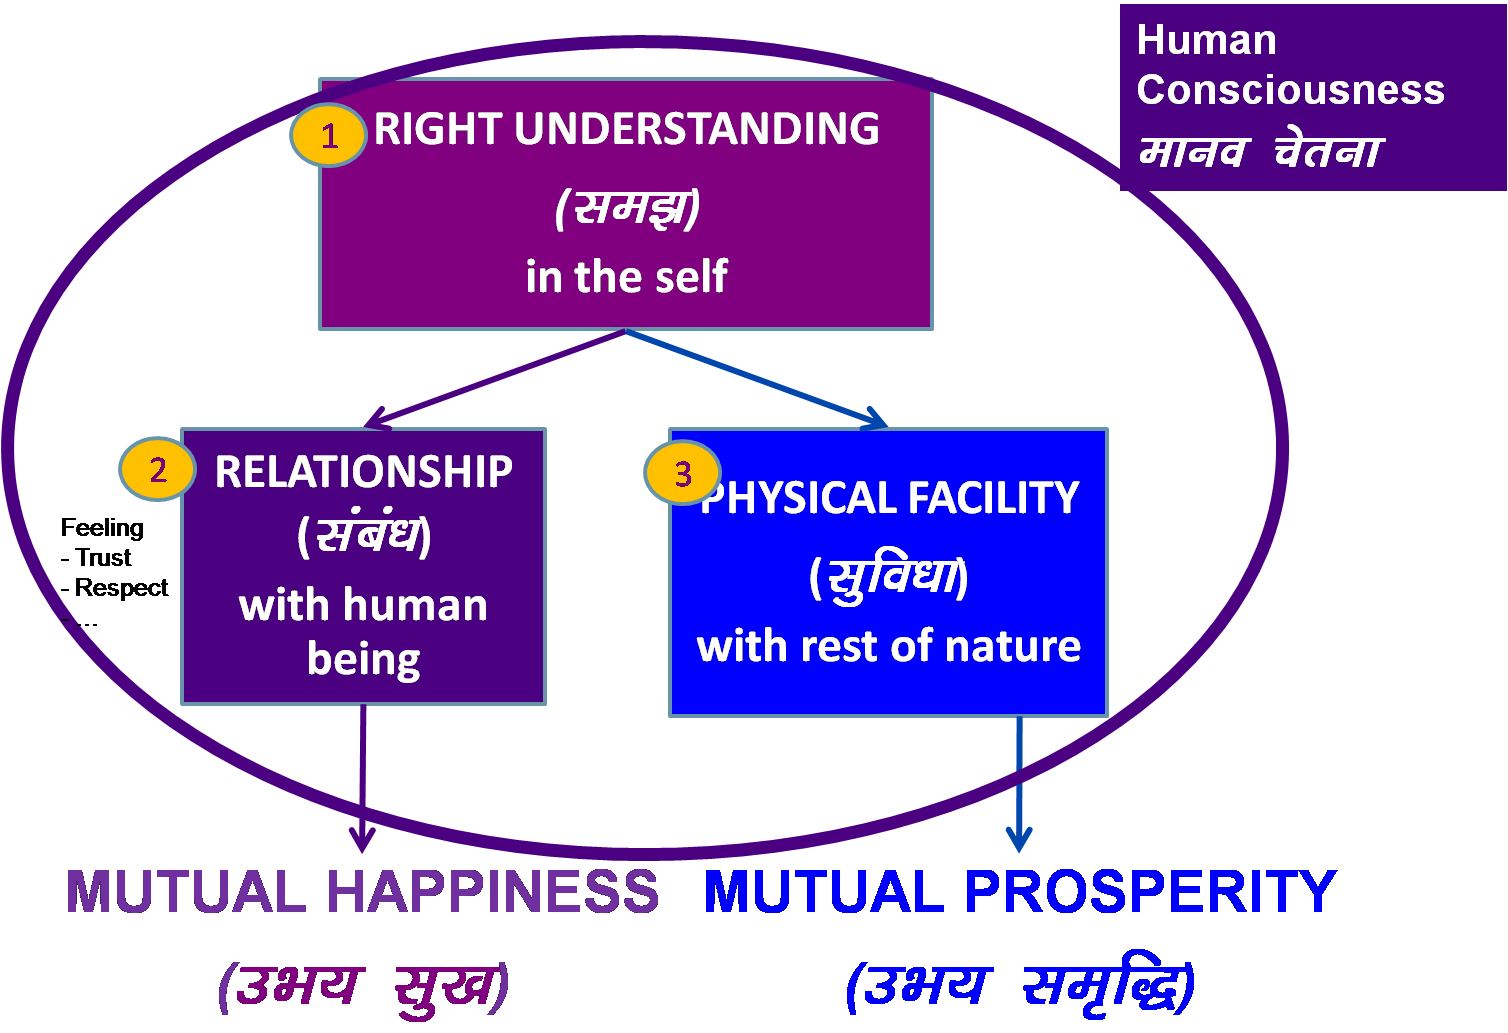 Human
Consciousness
मानव चेतना
1
RIGHT UNDERSTANDING
(समझ)
in the self
2
RELATIONSHIP
(संबंध)
with human
being
Feeling
- Trust
- Respect
- ...
3
PHYSICAL FACILITY
(सुविधा)
with rest of nature
MUTUAL HAPPINESS
(उभय सुख)
MUTUAL PROSPERITY
(उभय समृद्धि)